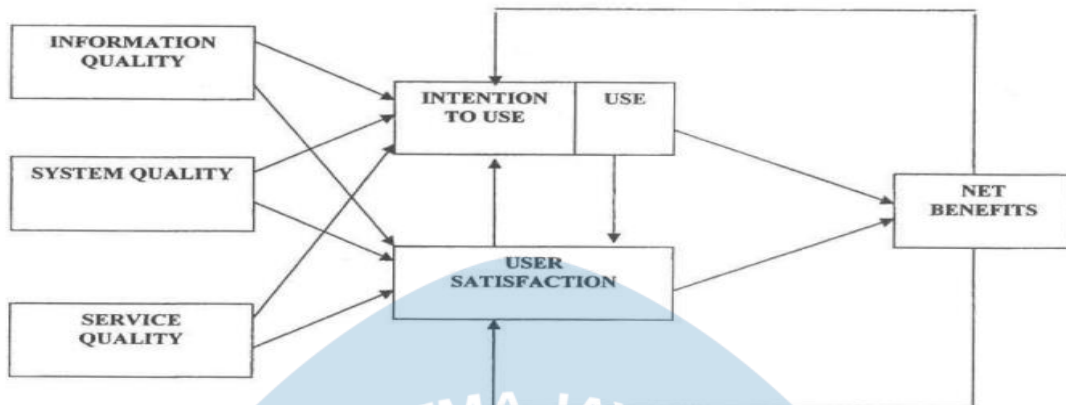 INFORMATION
QUALITY
INTENTION
TO USE
USE
SYSTEM QUALITY
NET
BENEFITS
USER
SATISFACTION
SERVICE
QUALITY